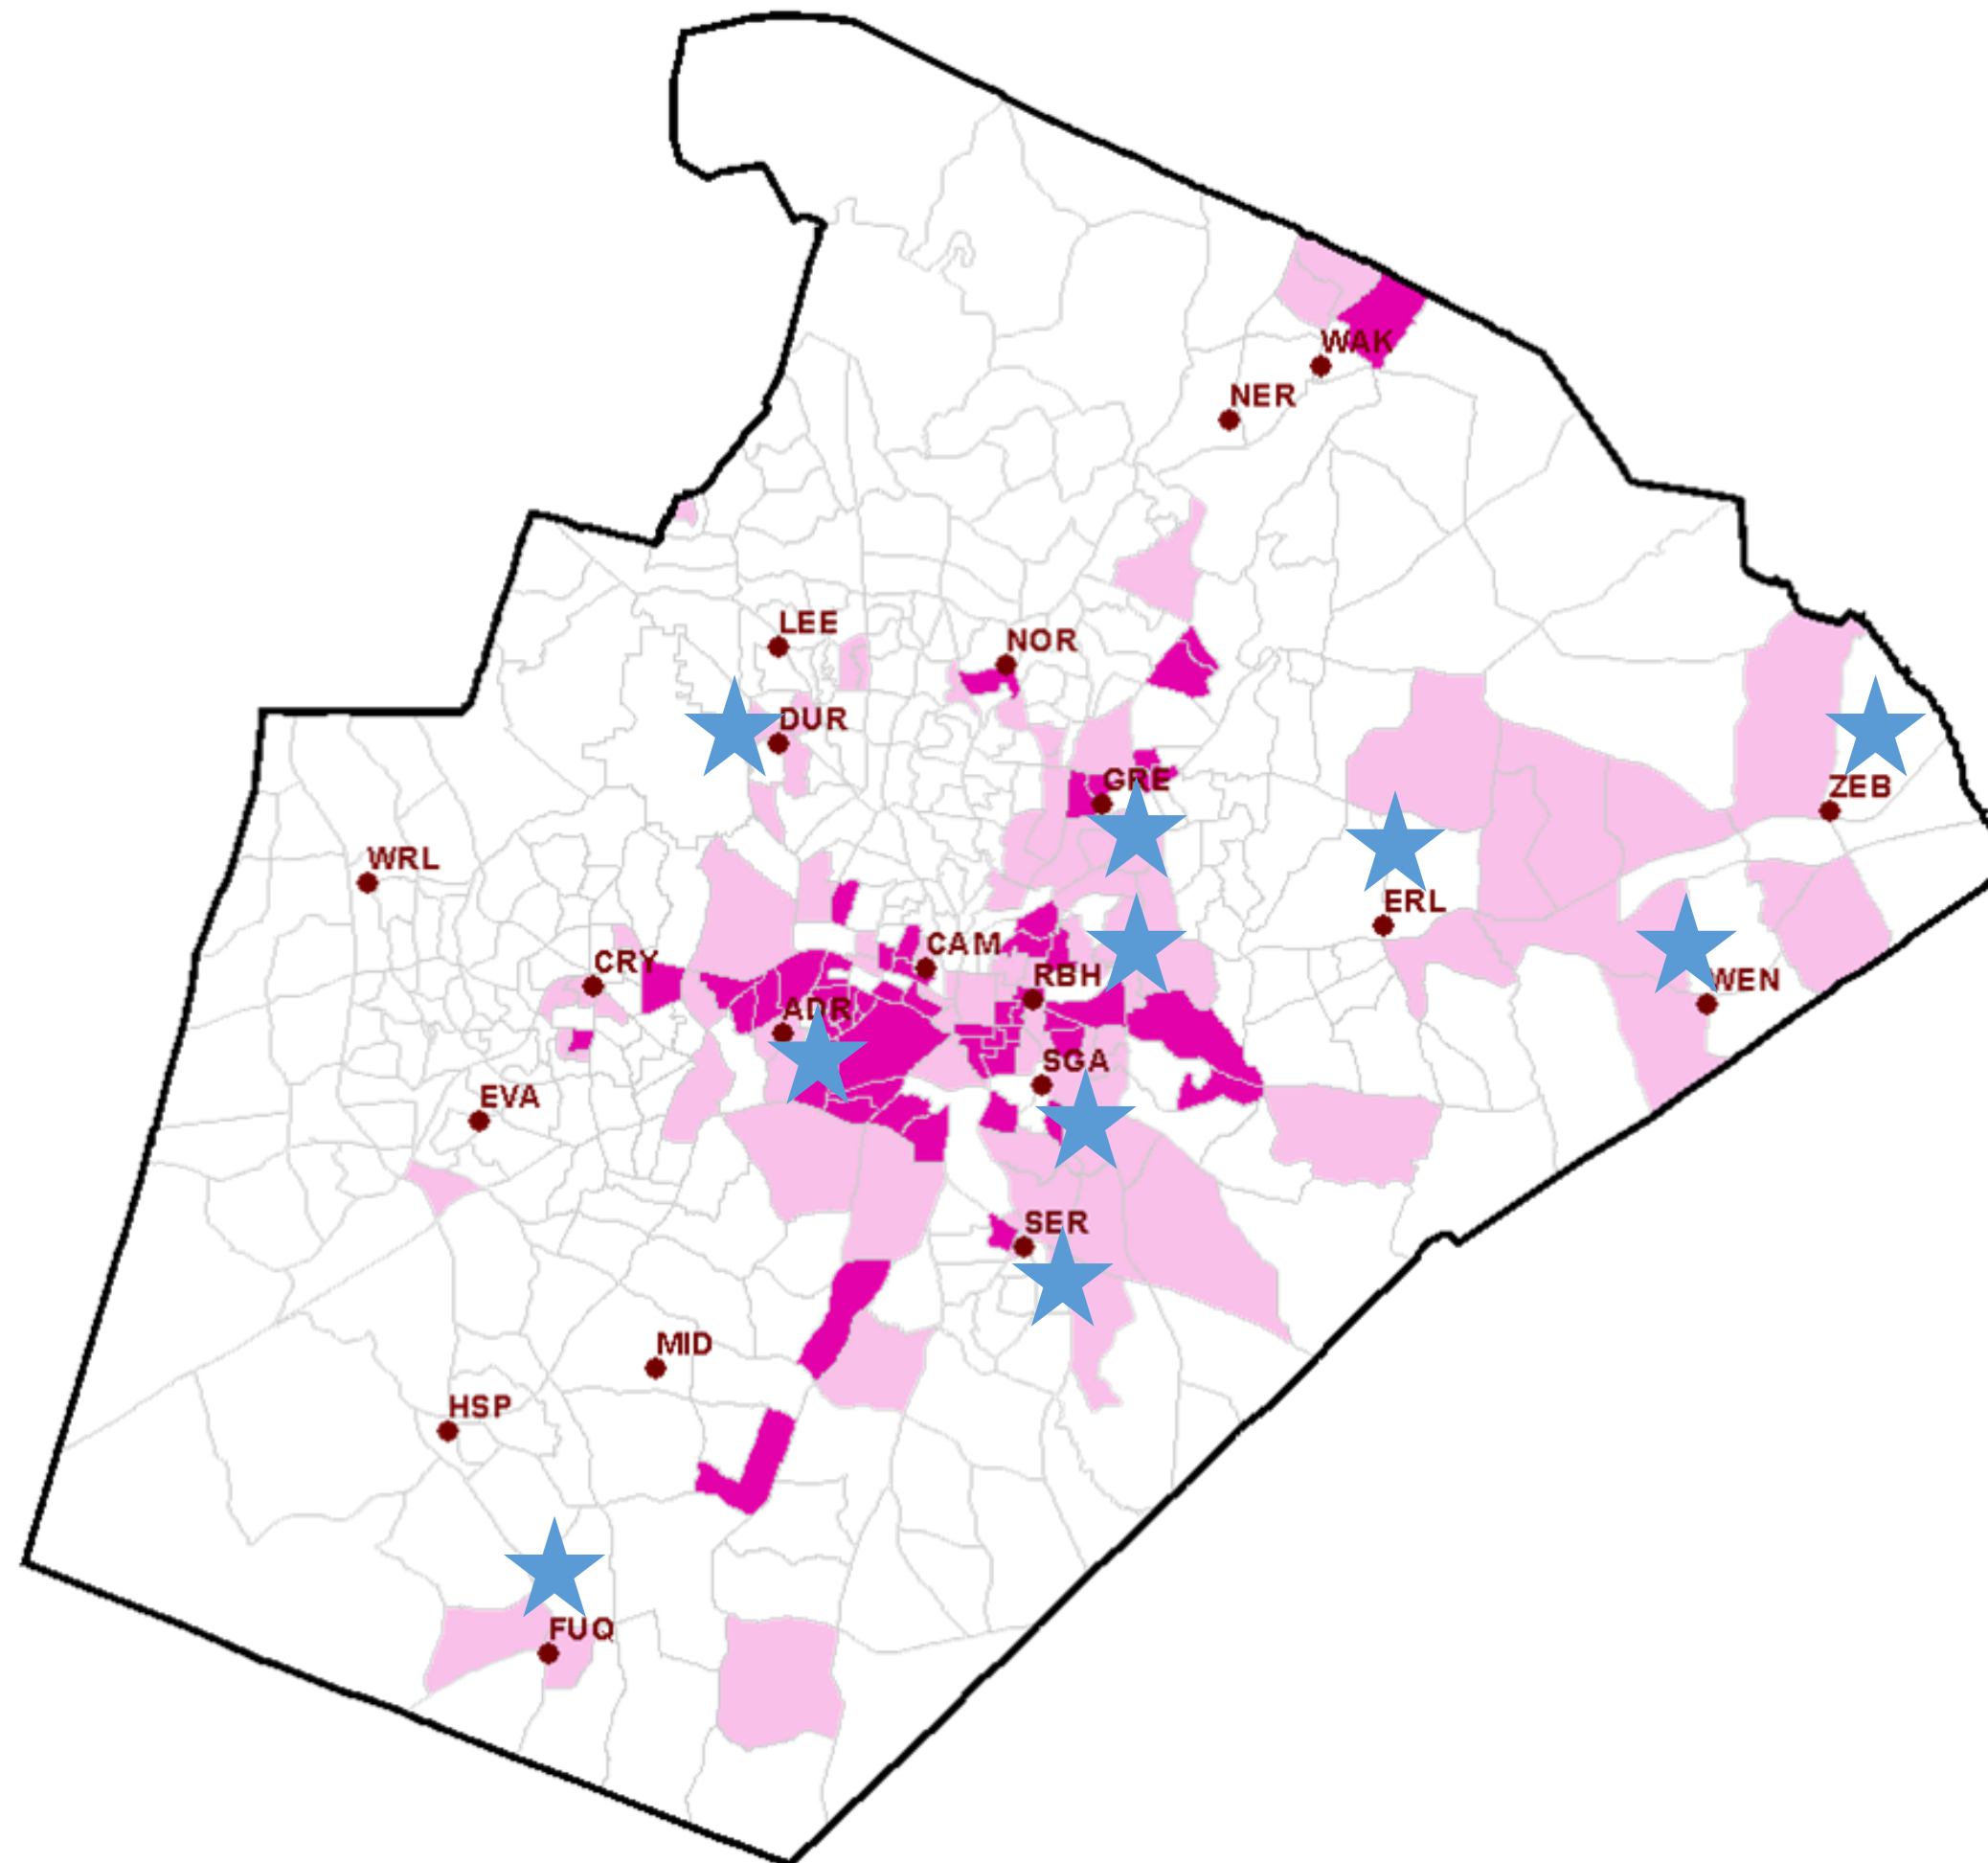 WAK
NER
LEE
NOR
DUR
GRE
ZEB
WRL
ERL
CAM
CRY
RBH
WEN
ADR
SGA
EVA
SER
MID
HSP
FUQ